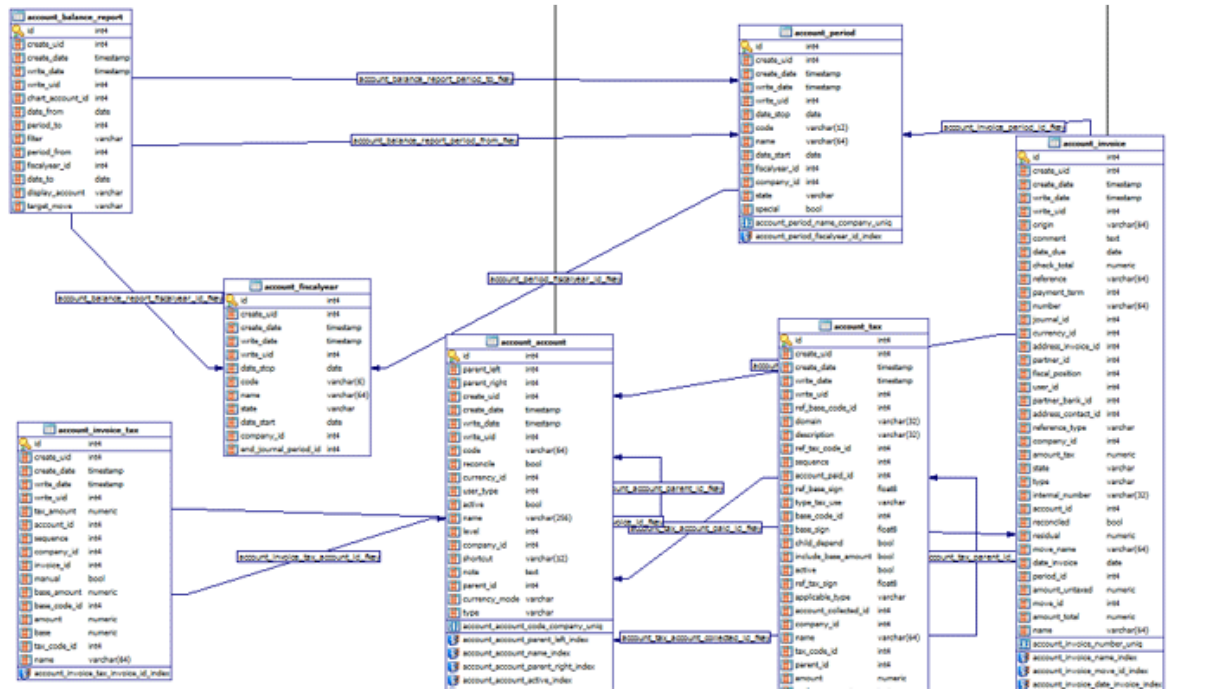 account_balance_report
id int4
create_uid int4
create_date timestamp
write_date timestamp
write_uid int4
chart_account_id int4
date_from date
period_to int4
filter varchar
period_from int4
fiscalyear_id int4
date_to date
display_account varchar
target_move varchar
account_balance_report_period_to_fkey
account_balance_report_period_from_fkey
account_period
id int4
create_uid int4
create_date timestamp
write_date timestamp
write_uid int4
date_stop date
code varchar(12)
name varchar(64)
date_start date
fiscalyear_id int4
company_id int4
state varchar
special bool
account_period_name_company_uniq
account_period_fiscalyear_id_index
account_invoice_period_id_fkey
account_invoice
id int4
create_uid int4
create_date timestamp
write_date timestamp
write_uid int4
origin varchar(64)
comment text
date_due date
check_total numeric
reference varchar(64)
payment_term int4
number varchar(64)
journal_id int4
currency_id int4
address_invoice_id int4
partner_id int4
fiscal_position int4
user_id int4
partner_bank_id int4
address_contact_id int4
reference_type varchar
company_id int4
amount_tax numeric
state varchar
type varchar
internal_number varchar(32)
account_id int4
reconciled bool
residual numeric
move_name varchar(64)
date_invoice date
period_id int4
amount_untaxed numeric
move_id int4
amount_total numeric
name varchar(64)
account_invoice_number_uniq
account_invoice_name_index
account_invoice_move_id_index
account_invoice_date_invoice_index
account_period_fiscalyear_id_fkey
account_balance_report_fiscalyear_id_fkey
account_fiscalyear
id int4
create_uid int4
create_date timestamp
write_date timestamp
write_uid int4
date_stop date
code varchar(6)
name varchar(64)
state varchar
date_start date
company_id int4
end_journal_period_id int4
account_account
id int4
parent_left int4
parent_right int4
create_uid int4
create_date timestamp
write_date timestamp
write_uid int4
code varchar(64)
reconcile bool
currency_id int4
user_type int4
active bool
name varchar(256)
level int4
company_id int4
shortcut varchar(12)
note text
parent_id int4
currency_mode varchar
type varchar
account_account_code_company_uniq
account_account_parent_left_index
account_account_name_index
account_account_parent_right_index
account_account_active_index
account_tax
id int4
create_uid int4
create_date timestamp
write_date timestamp
write_uid int4
ref_base_code_id int4
domain varchar(32)
description varchar(32)
ref_tax_code_id int4
sequence int4
account_paid_id int4
ref_base_sign float8
type_tax_use varchar
base_code_id int4
base_sign float8
child_depend bool
include_base_amount bool
active bool
ref_tax_sign float8
applicable_type varchar
account_collected_id int4
company_id int4
name varchar(64)
tax_code_id int4
parent_id int4
amount numeric
account_invoice_tax
id int4
create_uid int4
create_date timestamp
write_date timestamp
write_uid int4
tax_amount numeric
account_id int4
sequence int4
company_id int4
invoice_id int4
manual bool
base_amount numeric
base_code_id int4
amount numeric
base numeric
tax_code_id int4
name varchar(64)
account_invoice_tax_invoice_id_index
account_invoice_tax_account_id_fkey
account
unt_account_parent_id_fkey
voice_id_fkey
account_tax_account_paid_id_fkey
account_tax_account_collected_id_fkey
ccount_tax_parent_id